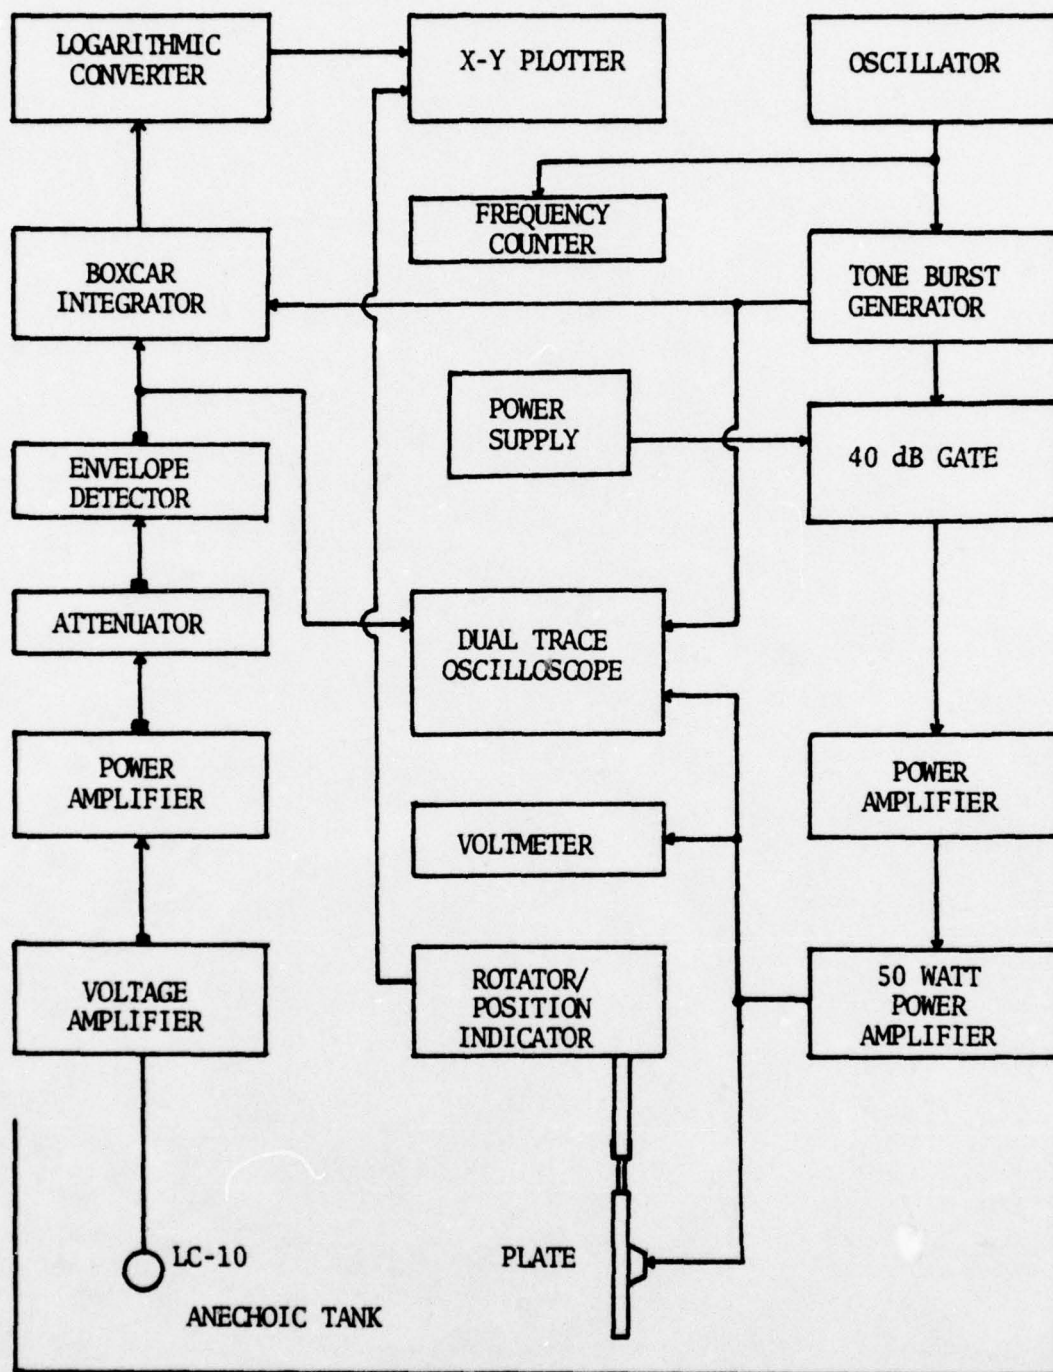 LOGARITHMIC
CONVERTER
X-Y PLOTTER
OSCILLATOR
FREQUENCY
COUNTER
BOXCAR
INTEGRATOR
TONE BURST
GENERATOR
POWER
SUPPLY
40 dB GATE
ENVELOPE
DETECTOR
ATTENUATOR
DUAL TRACE
OSCILLOSCOPE
POWER
AMPLIFIER
VOLTMETER
POWER
AMPLIFIER
VOLTAGE
AMPLIFIER
ROTATOR/
POSITION
INDICATOR
50 WATT
POWER
AMPLIFIER
LC-10
PLATE
ANECHOIC TANK